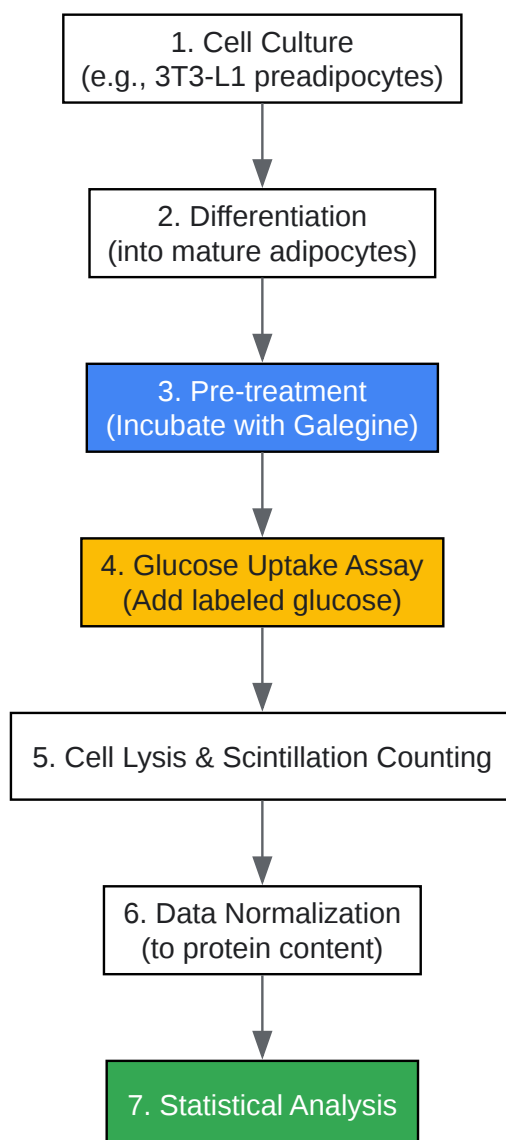 1. Cell Culture
(e.g., 3T3-L1 preadipocytes)
2. Differentiation
(into mature adipocytes)
3. Pre-treatment
(Incubate with Galegine)
4. Glucose Uptake Assay
(Add labeled glucose)
5. Cell Lysis & Scintillation Counting
6. Data Normalization
(to protein content)
7. Statistical Analysis